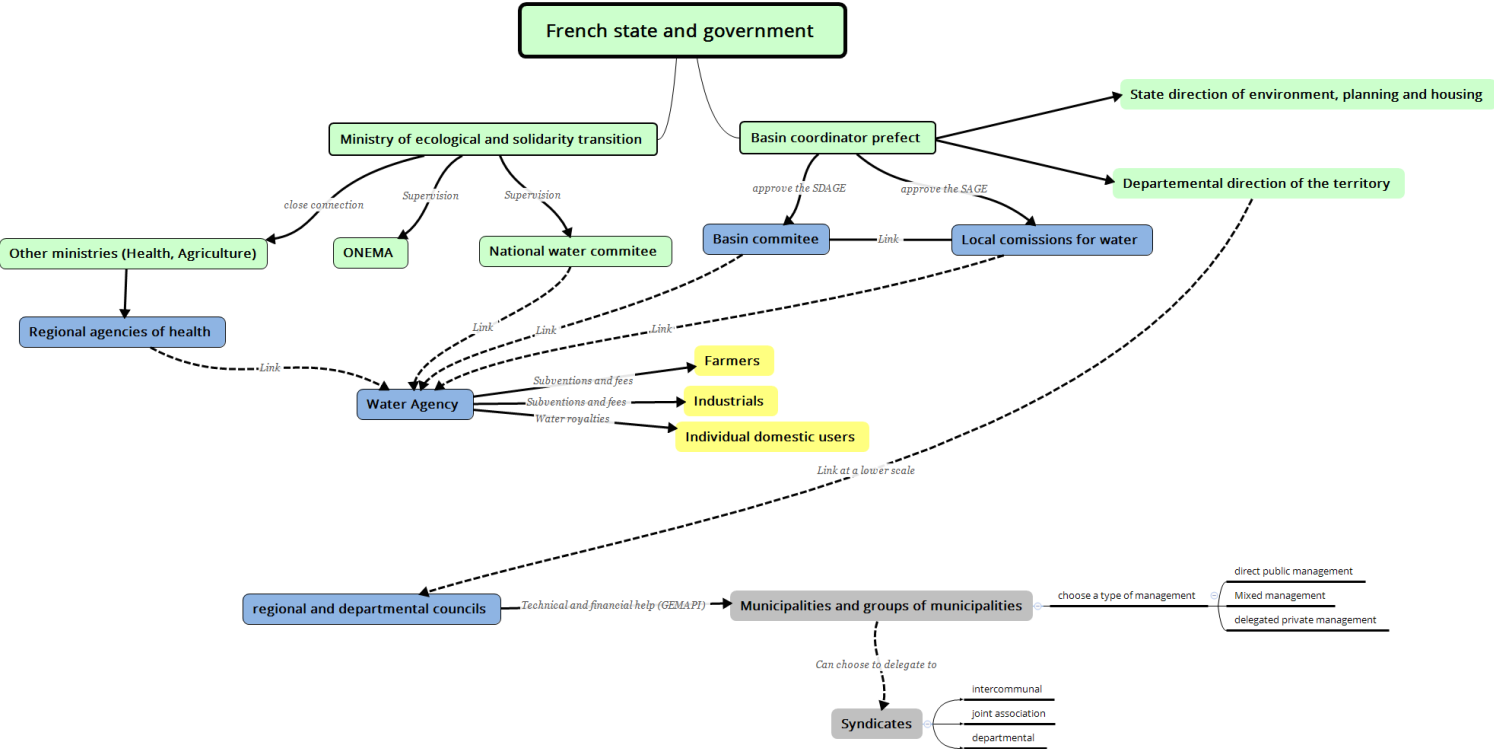 French state and government
State direction of environment, planning and housing
Ministry of ecological and solidarity transition
Basin coordinator prefect
Departemental direction of the territory
close connection
Supervision
Supervision
approve the SDAGE
approve the SAGE
Other ministries (Health, Agriculture)
ONEMA
National water commitee
Basin commitee
Link
Local comissions for water
Regional agencies of health
Link
Link
Link
Link
Water Agency
Subventions and fees
Farmers
Subventions and fees
Industrials
Water royalties
Individual domestic users
Link at a lower scale
regional and departmental councils
Technical and financial help (GEMAPI)
Municipalities and groups of municipalities
choose a type of management
direct public management
Mixed management
delegated private management
Can choose to delegate to
Syndicates
intercommunal
joint association
departmental